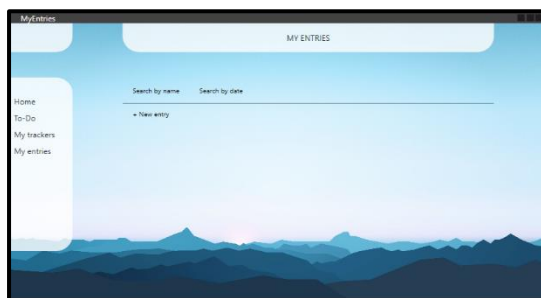 MyEntries
MY ENTRIES
Search by name Search by date
+ New entry
Home
To-Do
My trackers
My entries